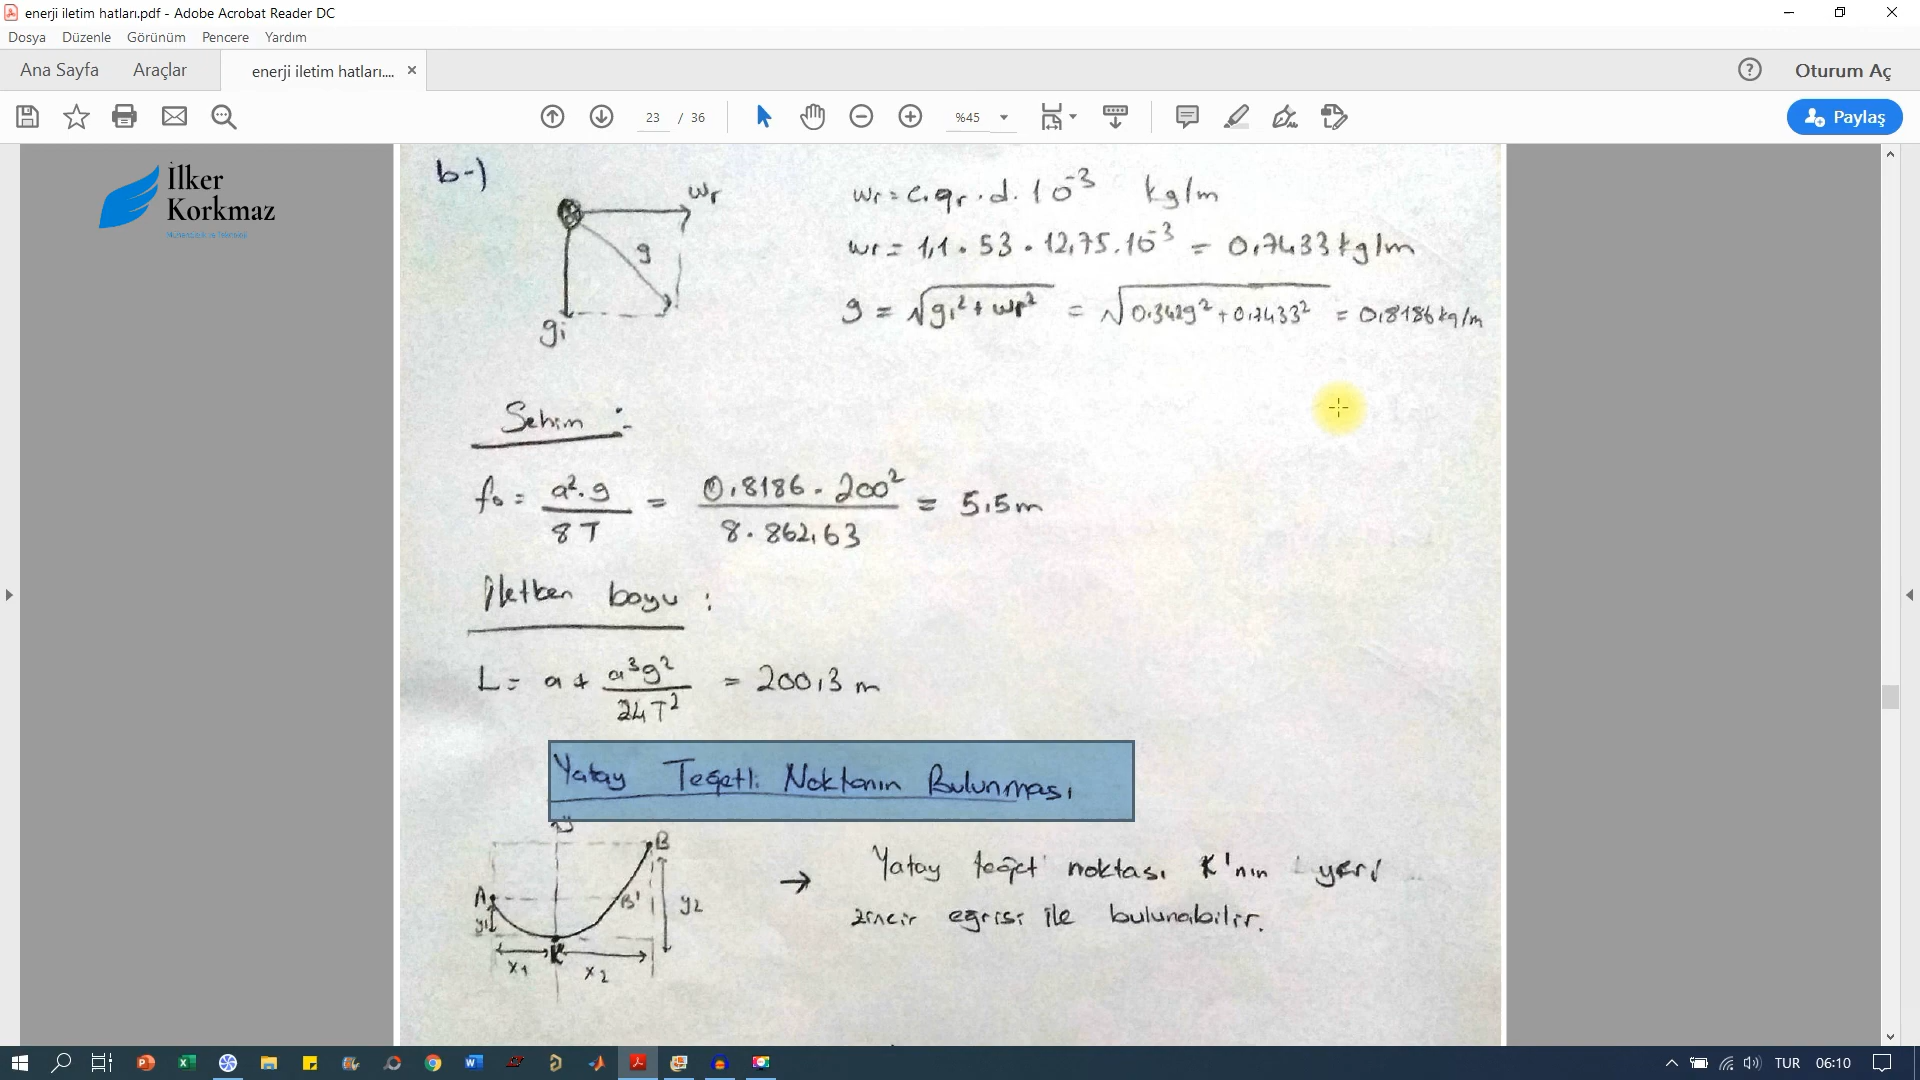 enerji iletim hatları.pdf - Adobe Acrobat Reader DC
Dosya Düzenle Görünüm Pencere Yardım
Ana Sayfa Araçlar enerji iletim hatları.... Oturum Aç
23 / 36 %45 Paylaş
İlker
Korkmaz
b-)
wr
g
gi
wr = c.qr.d.10⁻³ kg/m
wr = 1,1 . 53 . 12,75.10⁻³ = 0,7433 kg/m
g = √gi² + wr² = √0.3429² + 0,7433² = 0,8186 kg/m
Sehim :
f₀ = a².g / 8T = 0,8186 . 200² / 8 . 862,63 = 5,5 m
İletken boyu :
L = a + a³g² / 24T² = 200,3 m
Yatay Teğetli Noktanın Bulunması
y
B
A
B'
y1
y2
K
x1
x2
→ Yatay teğet noktası K'nın yeri
zincir eğrisi ile bulunabilir.
TUR 06:10